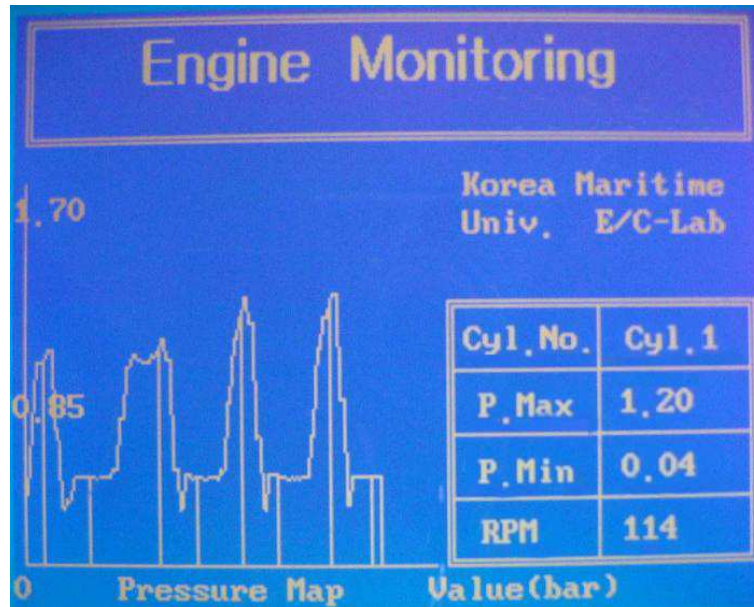 Engine Monitoring
Korea Maritime
Univ. E/C-Lab
1.70
0.85
0
Pressure Map Value(bar)
Cyl.No. Cyl.1
P.Max 1.20
P.Min 0.04
RPM 114